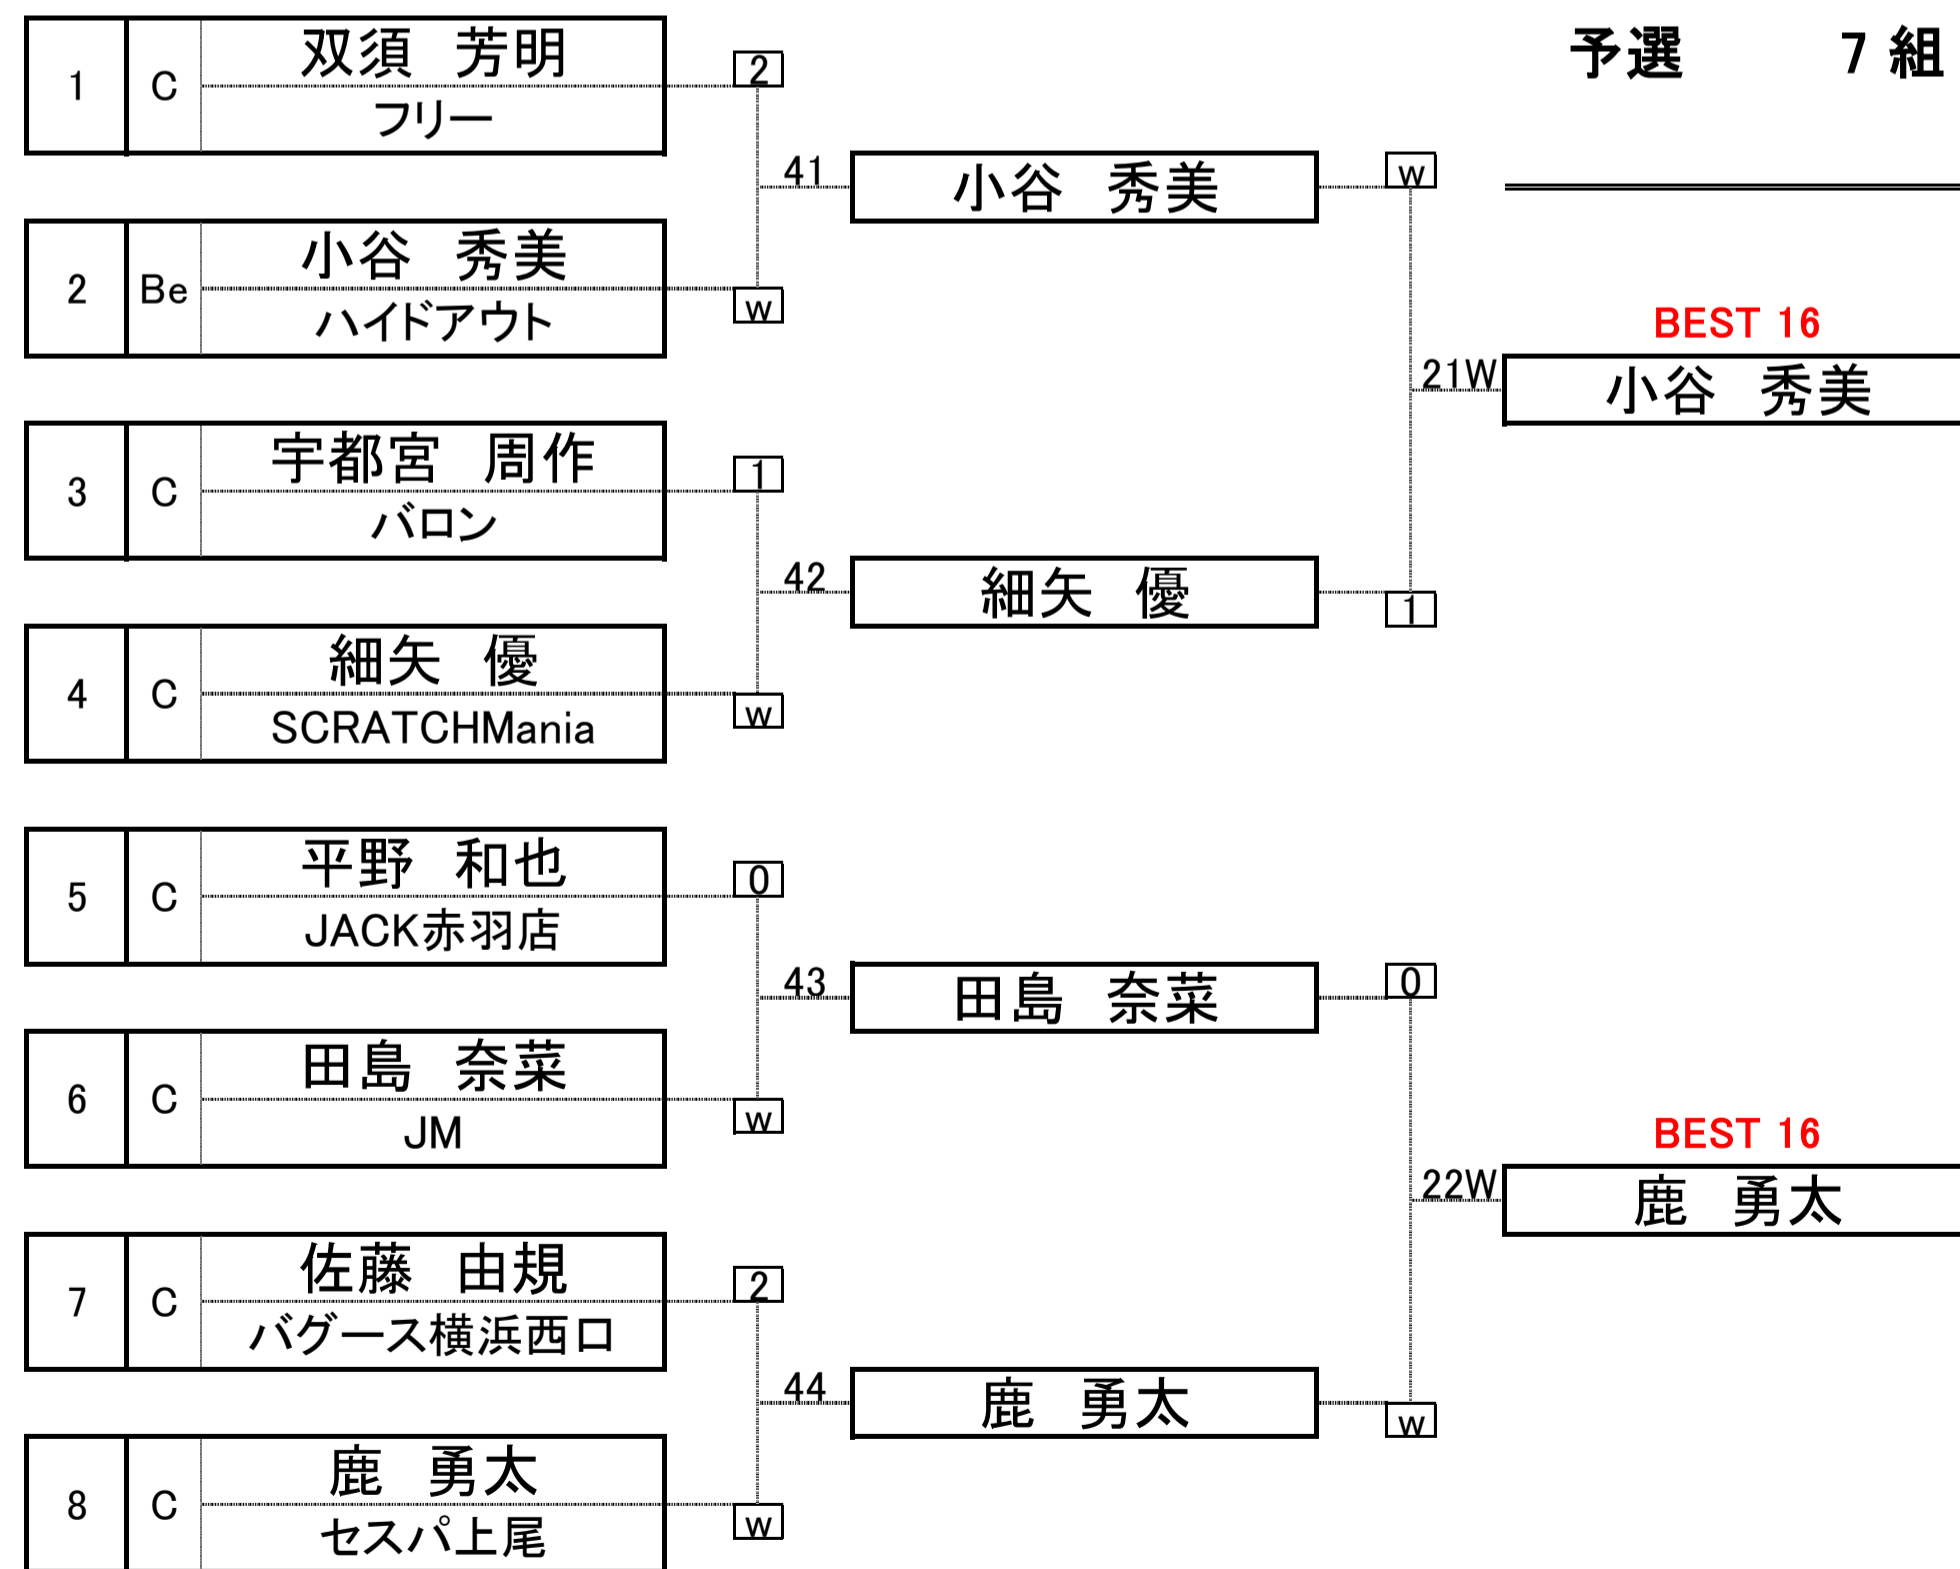 予選 7 組
1 C 双須 芳明 2
フリー
41 小谷 秀美 w
2 Be 小谷 秀美 w
ハイドアウト
BEST 16
21W 小谷 秀美
3 C 宇都宮 周作 1
バロン
42 細矢 優 1
4 C 細矢 優 w
SCRATCHMania
5 C 平野 和也 0
JACK赤羽店
43 田島 奈菜 0
6 C 田島 奈菜 w
JM
BEST 16
22W 鹿 勇太
7 C 佐藤 由規 2
バグース横浜西口
44 鹿 勇太 w
8 C 鹿 勇太 w
セスパ上尾